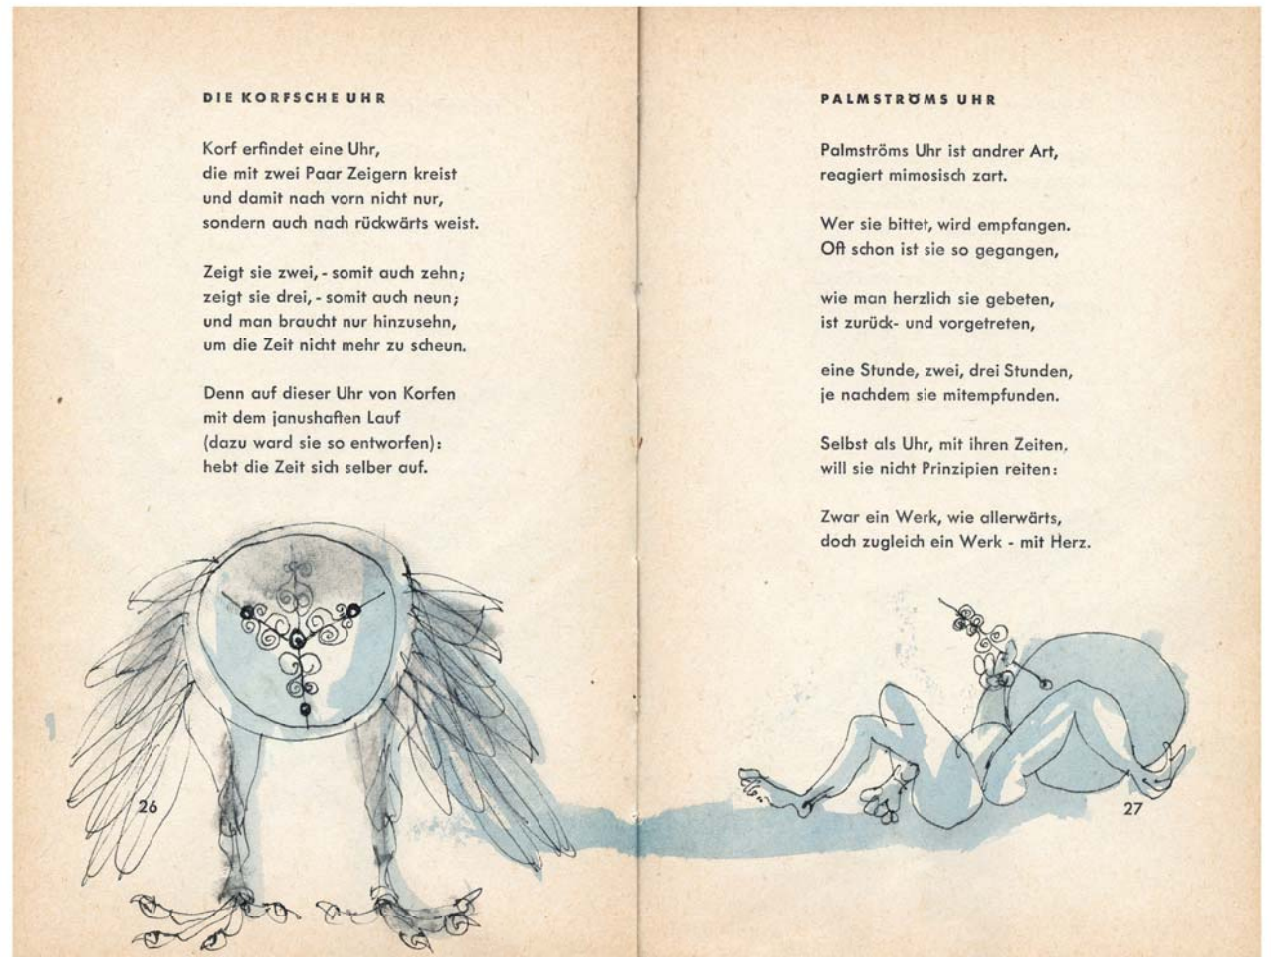 DIE KORFSCHE UHR
Korf erfindet eine Uhr,
die mit zwei Paar Zeigern kreist
und damit nach vorn nicht nur,
sondern auch nach rückwärts weist.
Zeigt sie zwei, - somit auch zehn;
zeigt sie drei, - somit auch neun;
und man braucht nur hinzusehn,
um die Zeit nicht mehr zu scheun.
Denn auf dieser Uhr von Korfen
mit dem janushaften Lauf
(dazu ward sie so entworfen):
hebt die Zeit sich selber auf.
26
PALMSTRÖMS UHR
Palmströms Uhr ist andrer Art,
reagiert mimosisch zart.
Wer sie bittet, wird empfangen.
Oft schon ist sie so gegangen,
wie man herzlich sie gebeten,
ist zurück- und vorgetreten,
eine Stunde, zwei, drei Stunden,
je nachdem sie mitempfunden.
Selbst als Uhr, mit ihren Zeiten,
will sie nicht Prinzipien reiten:
Zwar ein Werk, wie allerwärts,
doch zugleich ein Werk - mit Herz.
27